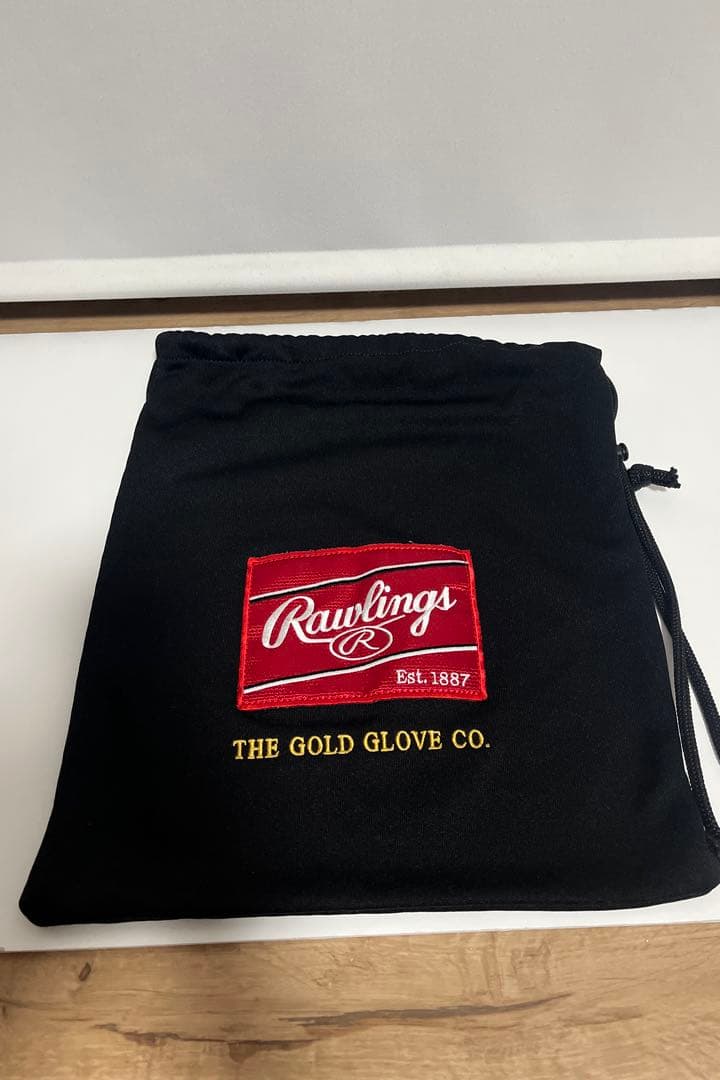 Rawlings
R
Est. 1887
THE GOLD GLOVE CO.